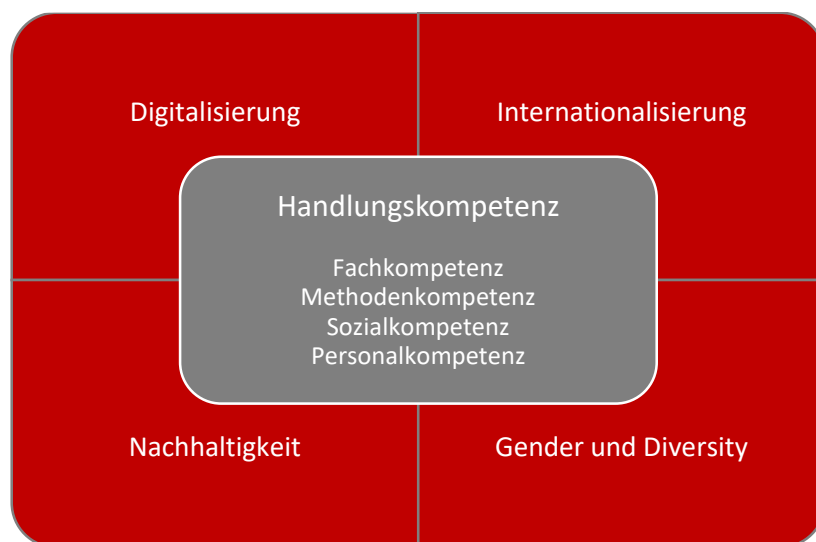 Digitalisierung
Internationalisierung
Handlungskompetenz
Fachkompetenz
Methodenkompetenz
Sozialkompetenz
Personalkompetenz
Nachhaltigkeit
Gender und Diversity